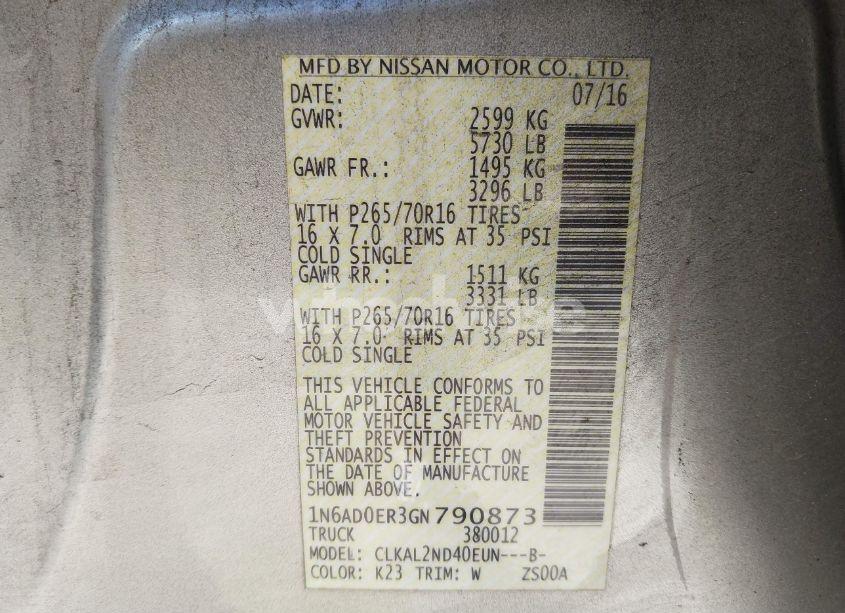 MFD BY NISSAN MOTOR CO., LTD.
DATE: 07/16
GVWR: 2599 KG
5730 LB
GAWR FR.: 1495 KG
3296 LB
WITH P265/70R16 TIRES
16 X 7.0 RIMS AT 35 PSI
COLD SINGLE
GAWR RR.: 1511 KG
3331 LB
WITH P265/70R16 TIRES
16 X 7.0 RIMS AT 35 PSI
COLD SINGLE
THIS VEHICLE CONFORMS TO
ALL APPLICABLE FEDERAL
MOTOR VEHICLE SAFETY AND
THEFT PREVENTION
STANDARDS IN EFFECT ON
THE DATE OF MANUFACTURE
SHOWN ABOVE.
1N6AD0ER3GN790873
TRUCK 380012
MODEL: CLKAL2ND40EUN---B-
COLOR: K23 TRIM: W ZS00A